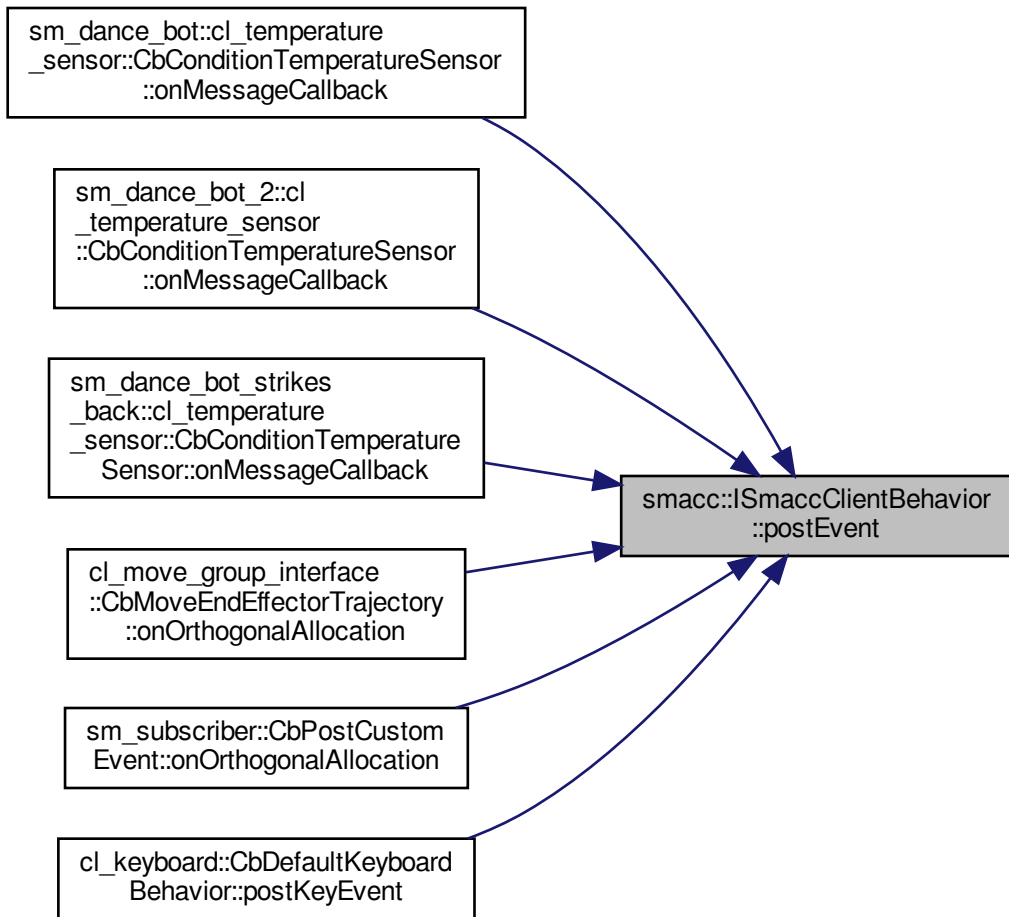 sm_dance_bot::cl_temperature
_sensor::CbConditionTemperatureSensor
::onMessageCallback
sm_dance_bot_2::cl
_temperature_sensor
::CbConditionTemperatureSensor
::onMessageCallback
sm_dance_bot_strikes
_back::cl_temperature
_sensor::CbConditionTemperature
Sensor::onMessageCallback
smacc::ISmaccClientBehavior
::postEvent
cl_move_group_interface
::CbMoveEndEffectorTrajectory
::onOrthogonalAllocation
sm_subscriber::CbPostCustom
Event::onOrthogonalAllocation
cl_keyboard::CbDefaultKeyboard
Behavior::postKeyEvent